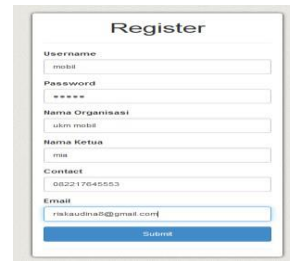 Register
Username
mobil
Password
*****
Nama Organisasi
ukm mobil
Nama Ketua
mia
Contact
082217645553
Email
riskaudina8@gmail.com
Submit